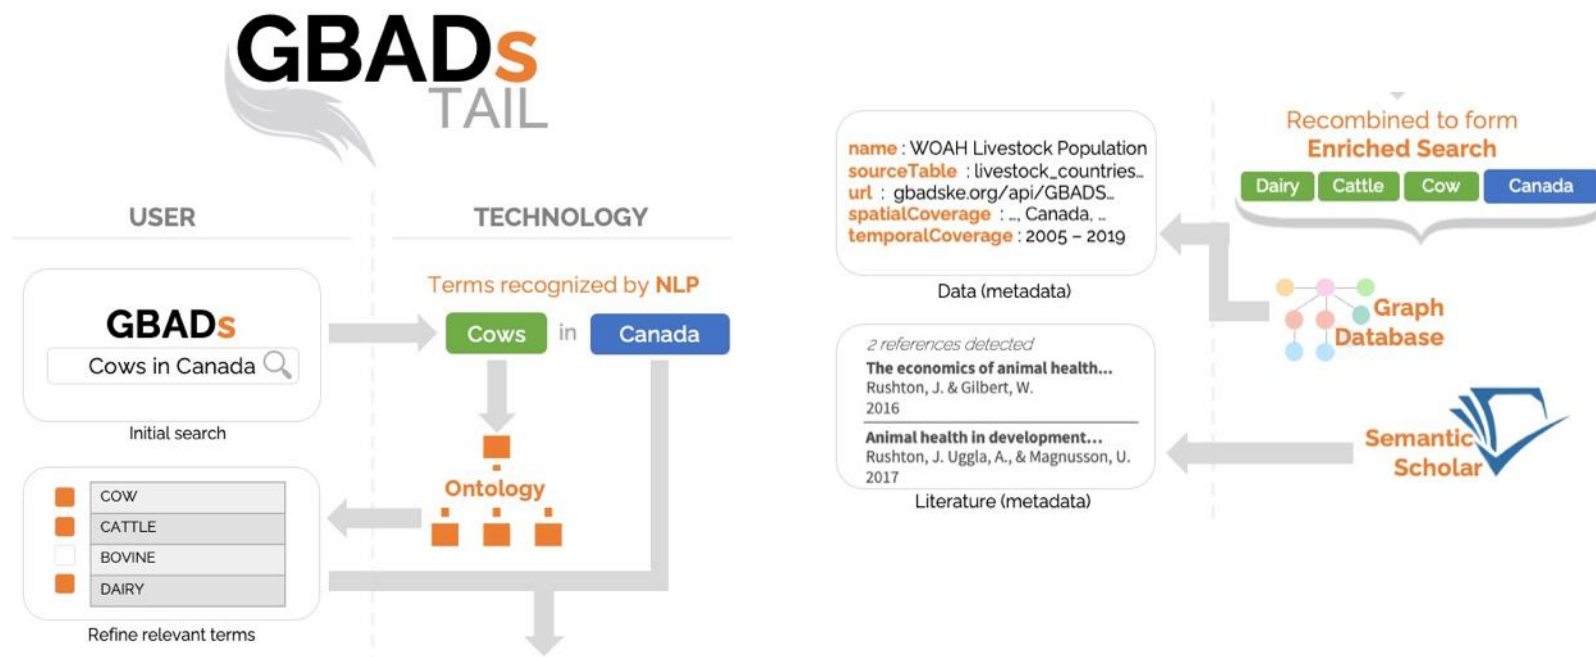 GBADs
TAIL
USER
TECHNOLOGY
GBADs
Cows in Canada
Initial search
Terms recognized by NLP
Cows in Canada
Ontology
COW
CATTLE
BOVINE
DAIRY
Refine relevant terms
Recombined to form
Enriched Search
Dairy Cattle Cow Canada
name : WOAH Livestock Population
sourceTable : livestock_countries...
url : gbadske.org/api/GBADS...
spatialCoverage : ..., Canada, ...
temporalCoverage : 2005 – 2019
Data (metadata)
Graph
Database
2 references detected
The economics of animal health...
Rushton, J. & Gilbert, W.
2016
Animal health in development...
Rushton, J. Uggla, A., & Magnusson, U.
2017
Literature (metadata)
Semantic
Scholar